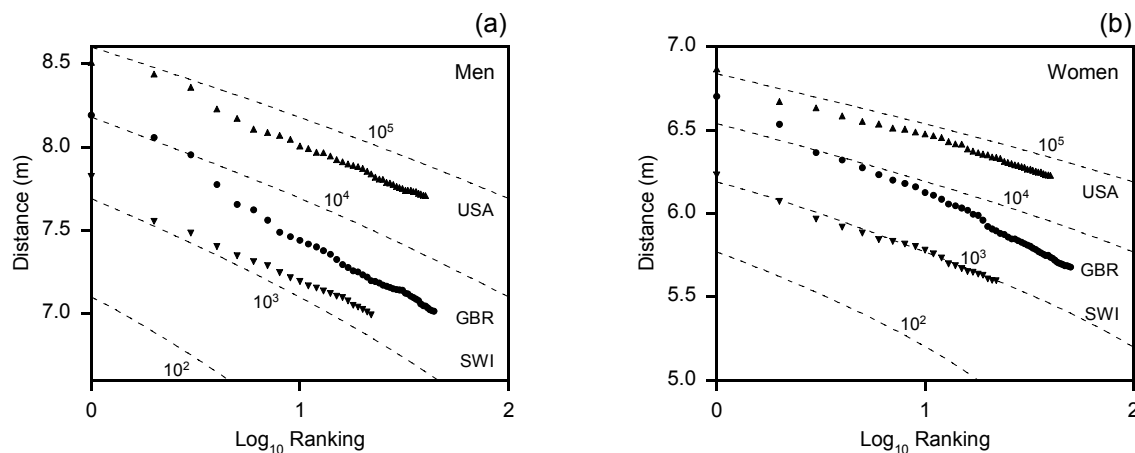 (a)
Men
8.5
8.0
7.5
7.0
Distance (m)
10⁵
10⁴
10³
10²
USA
GBR
SWI
0
1
2
Log₁₀ Ranking
(b)
Women
7.0
6.5
6.0
5.5
5.0
Distance (m)
10⁵
10⁴
10³
10²
USA
GBR
SWI
0
1
2
Log₁₀ Ranking